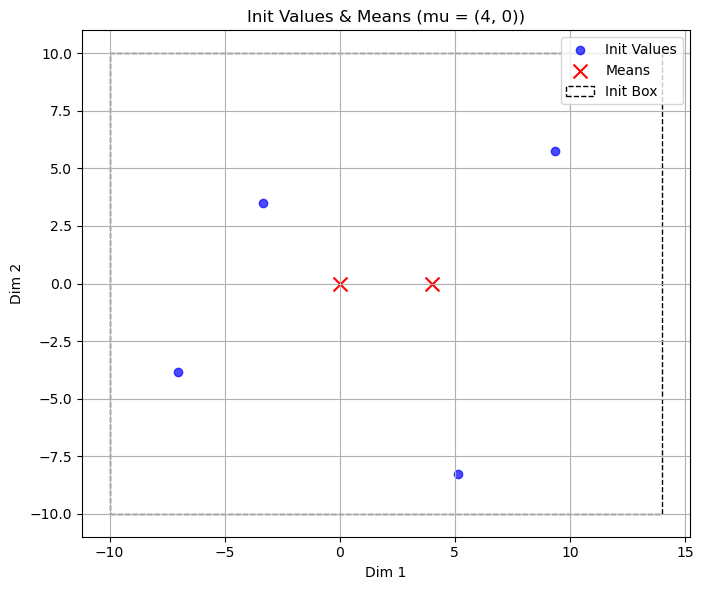 Init Values & Means (mu = (4, 0))
Init Values
Means
Init Box
10.0
7.5
5.0
2.5
0.0
−2.5
−5.0
−7.5
−10.0
Dim 2
−10
−5
0
5
10
15
Dim 1